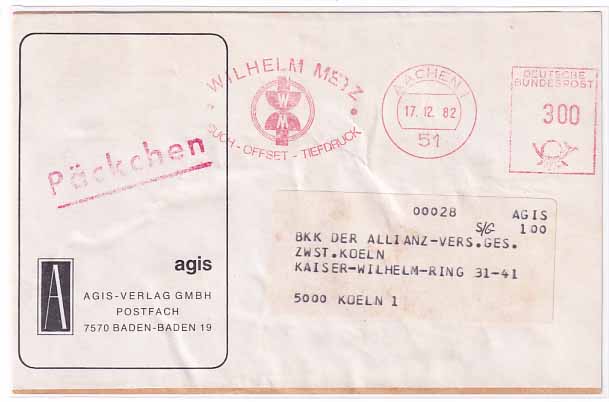 WILHELM METZ
W
M
BUCH-OFFSET-TIEFDRUCK
AACHEN 1
17.12.82
51
DEUTSCHE
BUNDESPOST
300
Päckchen
agis
A
AGIS-VERLAG GMBH
POSTFACH
7570 BADEN-BADEN 19
00028 AGIS
S/G 100
BKK DER ALLIANZ-VERS.GES.
ZWST.KOELN
KAISER-WILHELM-RING 31-41
5000 KOELN 1